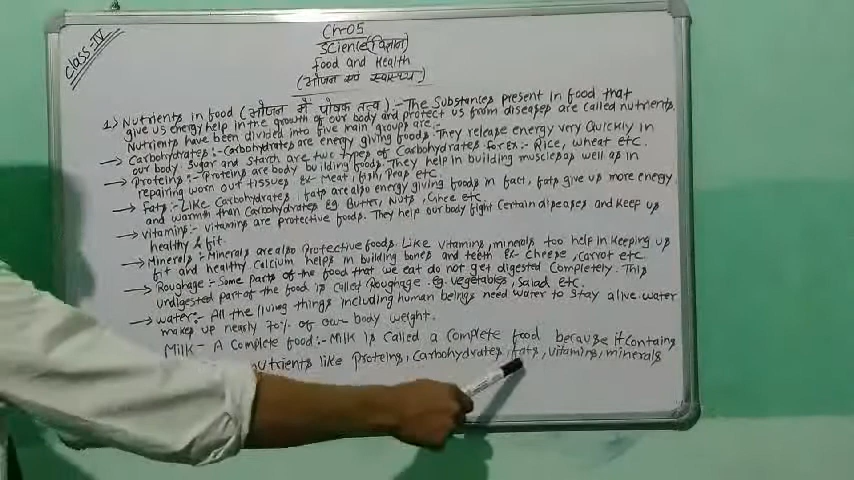 Class-IV
Ch-05
Science (विज्ञान)
food and Health
(भोजन एवं स्वास्थ्य)
1) Nutrients in food (भोजन में पोषक तत्व) :- The Substances present in food that
give us energy help in the growth of our body and protect us from diseases are called nutrients.
Nutrients have been divided into five main groups are:-
→ Carbohydrates :- Carbohydrates are energy giving foods. They release energy very Quickly in
our body Sugar and Starch are two types of Carbohydrates for Ex:- Rice, wheat etc.
→ Proteins :- Proteins are body building foods. They help in building muscles as well as in
repairing worn out tissues Ex- Meat, fish, Peas etc.
→ Fats :- Like Carbohydrates, fats are also energy giving foods in fact, fats give us more energy
and warmth than Carbohydrates Eg Butter, Nuts, Ghee etc
→ Vitamins :- Vitamins are protective foods. They help our body fight Certain diseases and Keep us
healthy & fit.
→ Minerals :- Minerals are also Protective foods. Like vitamins, minerals too help in Keeping us
fit and healthy. Calcium helps in building bones and teeth Ex- cheese, Carrot etc.
→ Roughage :- Some parts of the food that we eat do not get digested Completely. This
undigested part of the food is called Roughage. eg. vegetables, Salad etc.
→ Water :- All the living things including human beings need water to Stay alive water
makes up nearly 70% of our body weight.
Milk - A Complete food :- Milk is Called a Complete food because it Contains
nutrients like Proteins, Carbohydrates, fats, vitamins, minerals